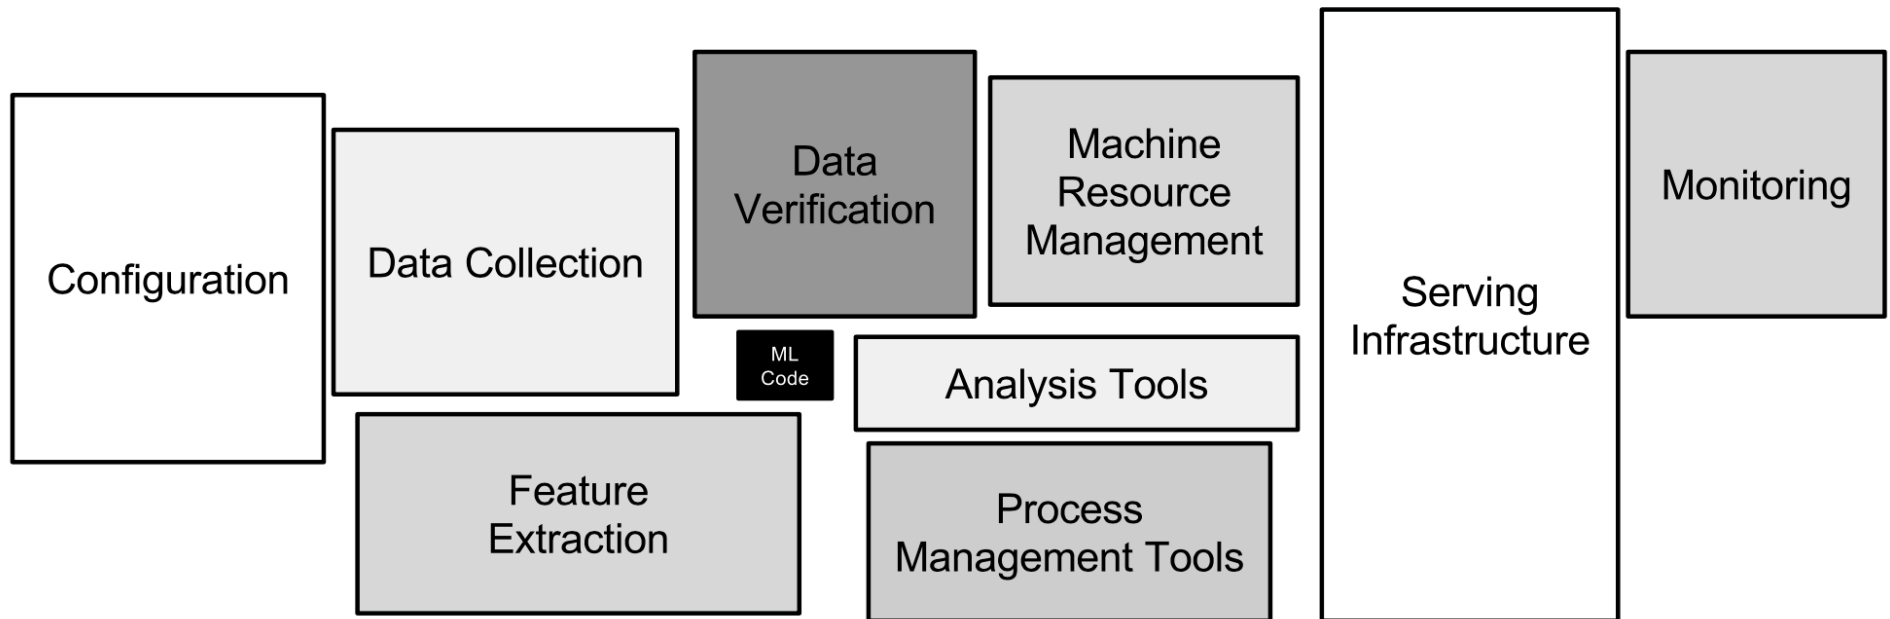 Configuration
Data Collection
Data
Verification
Machine
Resource
Management
Monitoring
Serving
Infrastructure
ML
Code
Analysis Tools
Feature
Extraction
Process
Management Tools